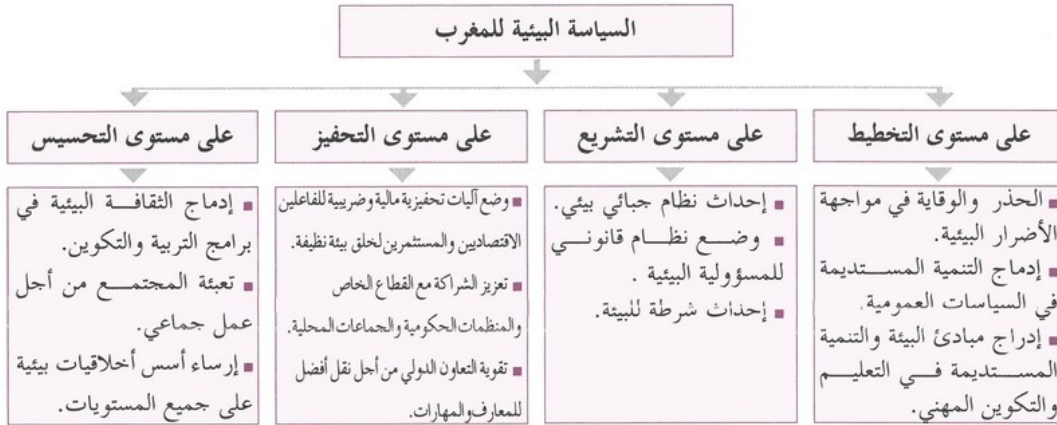 السياسة البيئية للمغرب
على مستوى التخطيط
■ الحذر والوقاية في مواجهة
الأضرار البيئية.
■ إدماج التنمية المستديمة
في السياسات العمومية.
■ إدراج مبادئ البيئة والتنمية
المستديمة في التعليم
والتكوين المهني.
على مستوى التشريع
■ إحداث نظام جبائي بيئي.
■ وضع نظام قانوني
للمسؤولية البيئية .
■ إحداث شرطة للبيئة.
على مستوى التحفيز
■ وضع آليات تحفيزية مالية وضريبية للفاعلين
الاقتصاديين والمستثمرين لخلق بيئة نظيفة.
■ تعزيز الشراكة مع القطاع الخاص
والمنظمات الحكومية والجماعات المحلية.
■ تقوية التعاون الدولي من أجل نقل أفضل
للمعارف والمهارات.
على مستوى التحسيس
■ إدماج الثقافة البيئية في
برامج التربية والتكوين.
■ تعبئة المجتمع من أجل
عمل جماعي.
■ إرساء أسس أخلاقيات بيئية
على جميع المستويات.